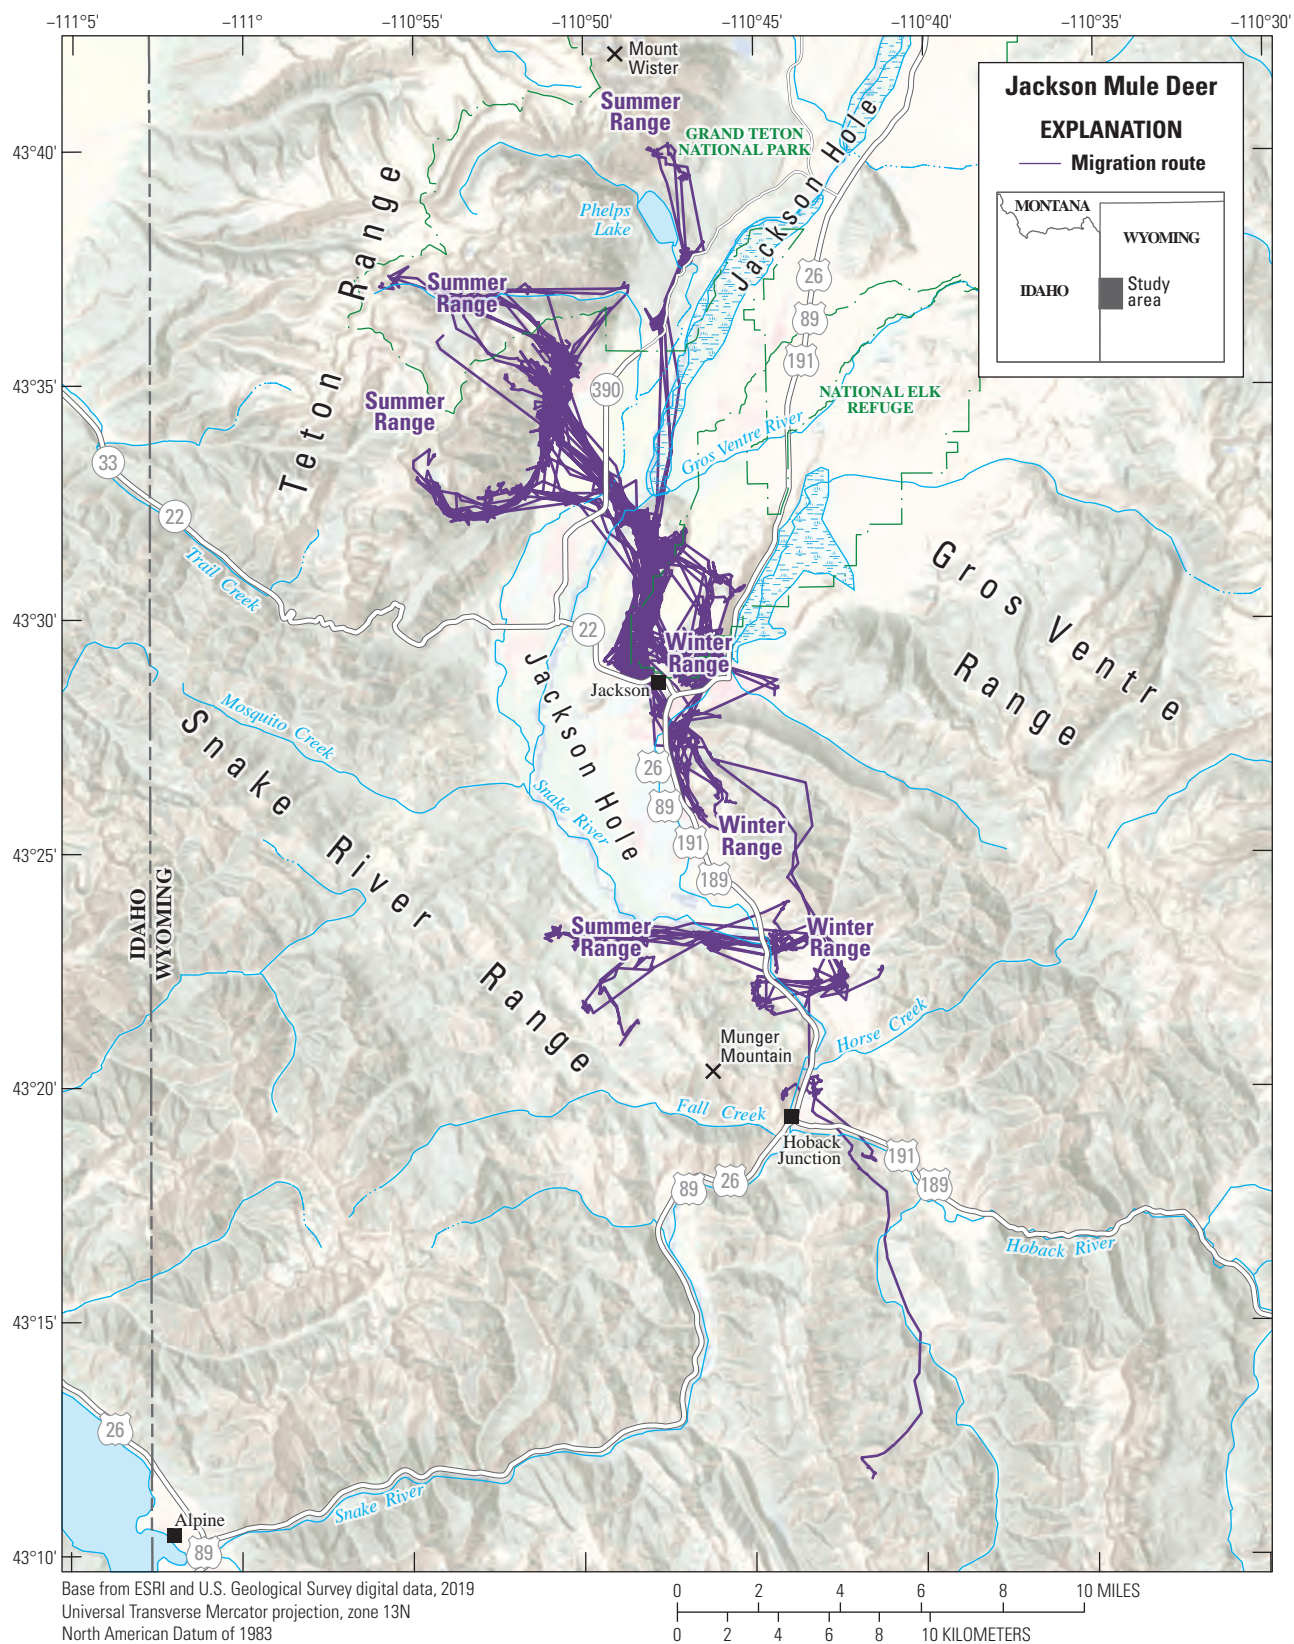 −111°5'
−111°
−110°55'
−110°50'
−110°45'
−110°40'
−110°35'
−110°30'
Mount
Wister
Jackson Mule Deer
EXPLANATION
Migration route
MONTANA
WYOMING
IDAHO
Study
area
Summer
Range
GRAND TETON
NATIONAL PARK
43°40'
Jackson Hole
Teton Range
Phelps
Lake
Summer
Range
26
89
191
43°35'
390
NATIONAL ELK
REFUGE
Summer
Range
Gros Ventre River
33
22
Trail Creek
Gros Ventre
Range
43°30'
22
Winter
Range
Jackson
Jackson Hole
Mosquito Creek
Snake River
Range
26
Snake River
89
Winter
Range
191
43°25'
189
IDAHO
WYOMING
Summer
Range
Winter
Range
Horse Creek
Munger
Mountain
43°20'
Fall Creek
Hoback
Junction
191
89
26
189
Hoback River
43°15'
26
Snake River
Alpine
89
43°10'
Base from ESRI and U.S. Geological Survey digital data, 2019
Universal Transverse Mercator projection, zone 13N
North American Datum of 1983
0 2 4 6 8 10 MILES
0 2 4 6 8 10 KILOMETERS